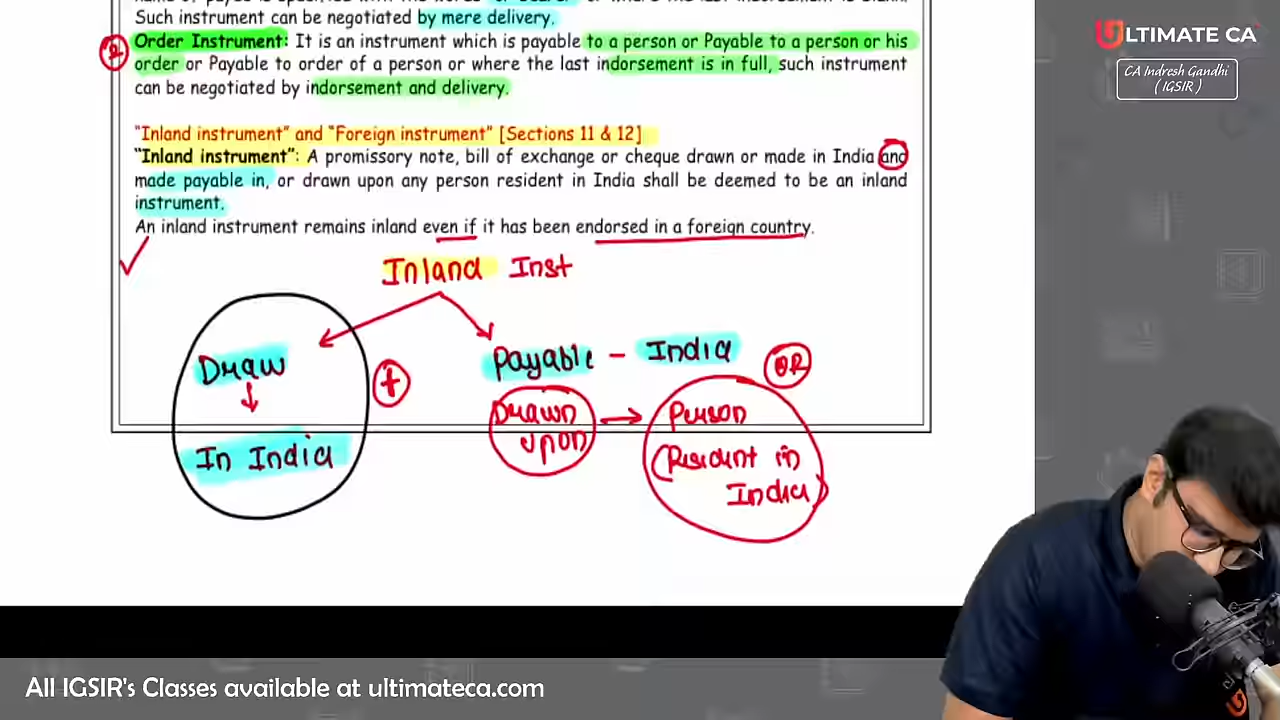 Such instrument can be negotiated by mere delivery.
Order Instrument: It is an instrument which is payable to a person or Payable to a person or his
order or Payable to order of a person or where the last indorsement is in full, such instrument
can be negotiated by indorsement and delivery.
"Inland instrument" and "Foreign instrument" [Sections 11 & 12]
"Inland instrument": A promissory note, bill of exchange or cheque drawn or made in India and
made payable in, or drawn upon any person resident in India shall be deemed to be an inland
instrument.
An inland instrument remains inland even if it has been endorsed in a foreign country.
Inland Inst
Draw
In India
+
Payable - India
OR
Drawn
upon
Person
(Resident in
India)
ULTIMATE CA
CA Indresh Gandhi
( IGSIR )
All IGSIR's Classes available at ultimateca.com